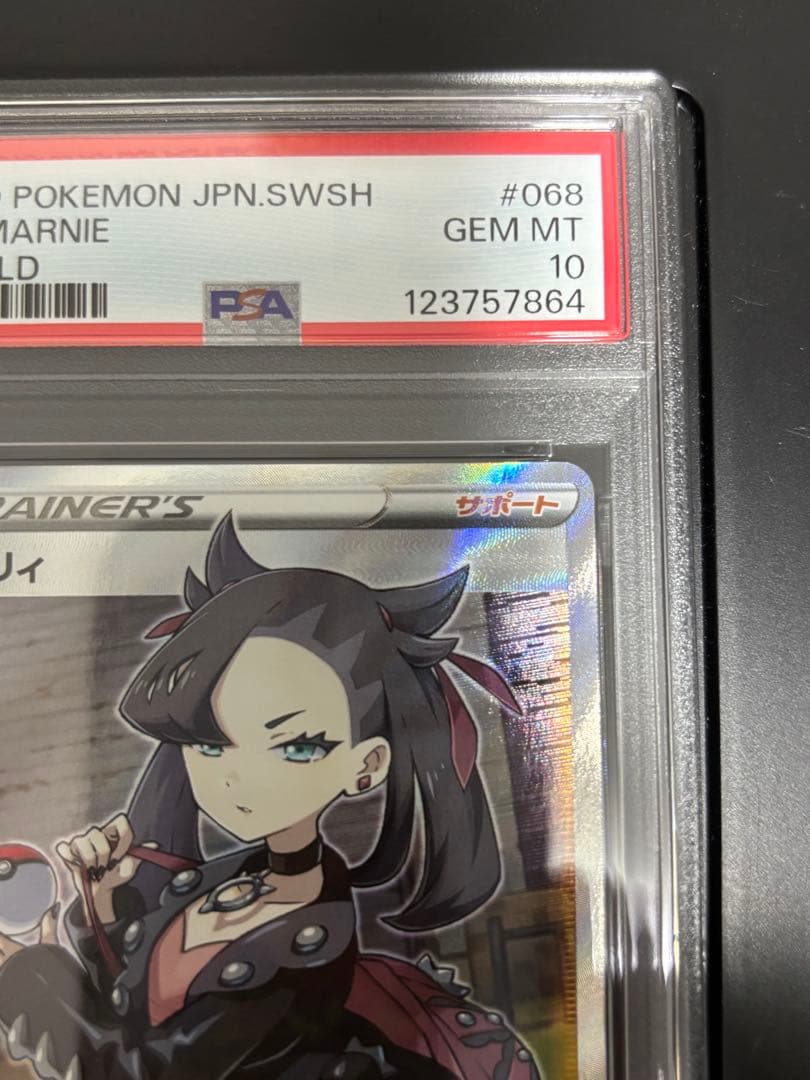 POKEMON JPN.SWSH #068
MARNIE GEM MT
LD 10
PSA 123757864
RAINER'S サポート
リィ